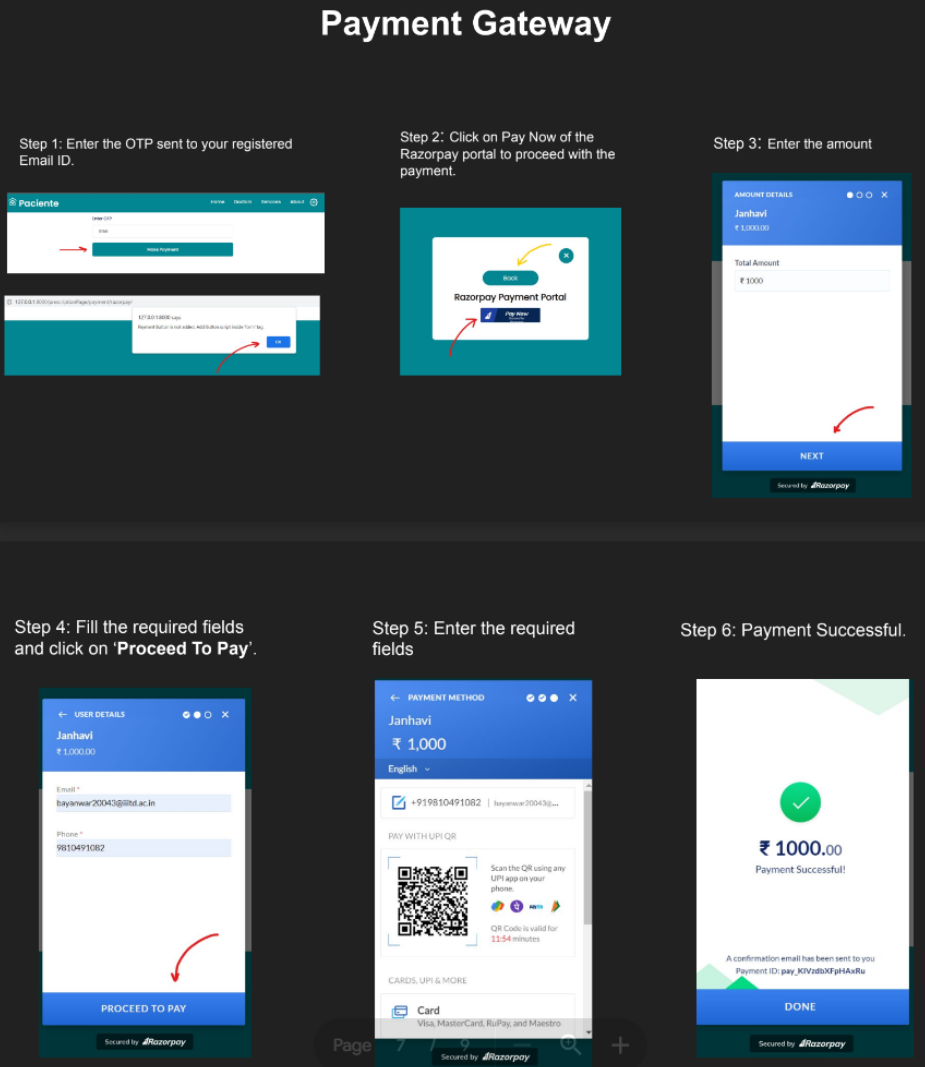 Payment Gateway
Step 1: Enter the OTP sent to your registered
Email ID.
Paciente
Home Doctors Devices About
Enter OTP
Make Payment
127.0.0.1:8000 says
Payment button is not added. Add button script inside 'form' tag.
OK
Step 2: Click on Pay Now of the
Razorpay portal to proceed with the
payment.
Back
Razorpay Payment Portal
Pay Now
Step 3: Enter the amount
AMOUNT DETAILS
Janhavi
₹ 1,000.00
Total Amount
₹ 1000
NEXT
Secured by Razorpay
Step 4: Fill the required fields
and click on ‘Proceed To Pay’.
USER DETAILS
Janhavi
₹ 1,000.00
Email *
bayanwar20043@iiitd.ac.in
Phone *
9810491082
PROCEED TO PAY
Secured by Razorpay
Step 5: Enter the required
fields
PAYMENT METHOD
Janhavi
₹ 1,000
English
+919810491082 | bayanwar20043@...
PAY WITH UPI QR
Scan the QR using any
UPI app on your
phone.
QR Code is valid for
11:54 minutes
CARDS, UPI & MORE
Card
Visa, MasterCard, RuPay, and Maestro
Page 7 / 9
Secured by Razorpay
Step 6: Payment Successful.
₹ 1000.00
Payment Successful!
A confirmation email has been sent to you
Payment ID: pay_KIVzdbXFpHAxRu
DONE
Secured by Razorpay